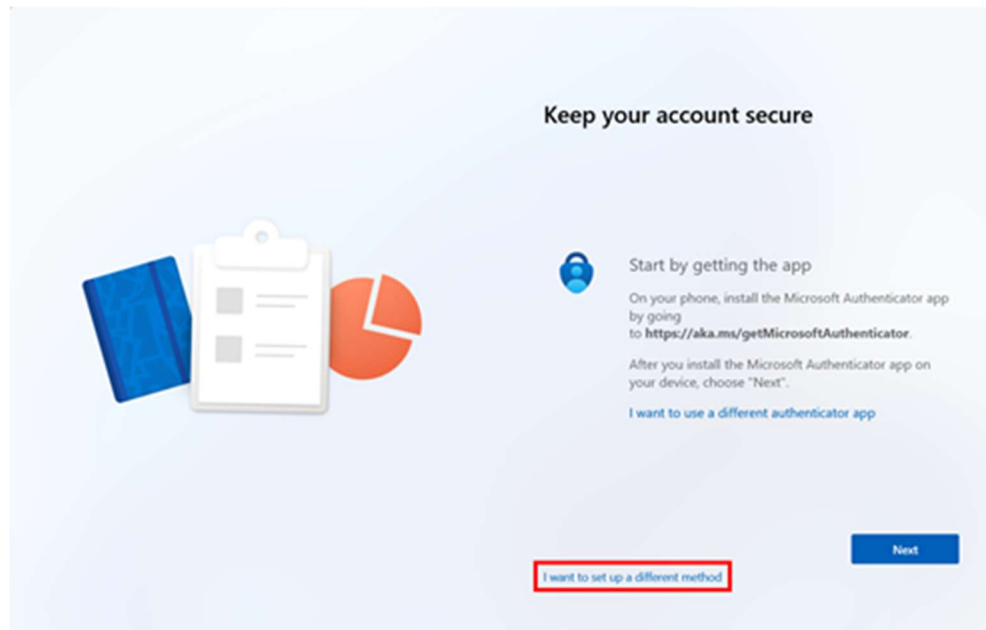 Keep your account secure
Start by getting the app
On your phone, install the Microsoft Authenticator app
by going
to https://aka.ms/getMicrosoftAuthenticator.
After you install the Microsoft Authenticator app on
your device, choose "Next".
I want to use a different authenticator app
Next
I want to set up a different method